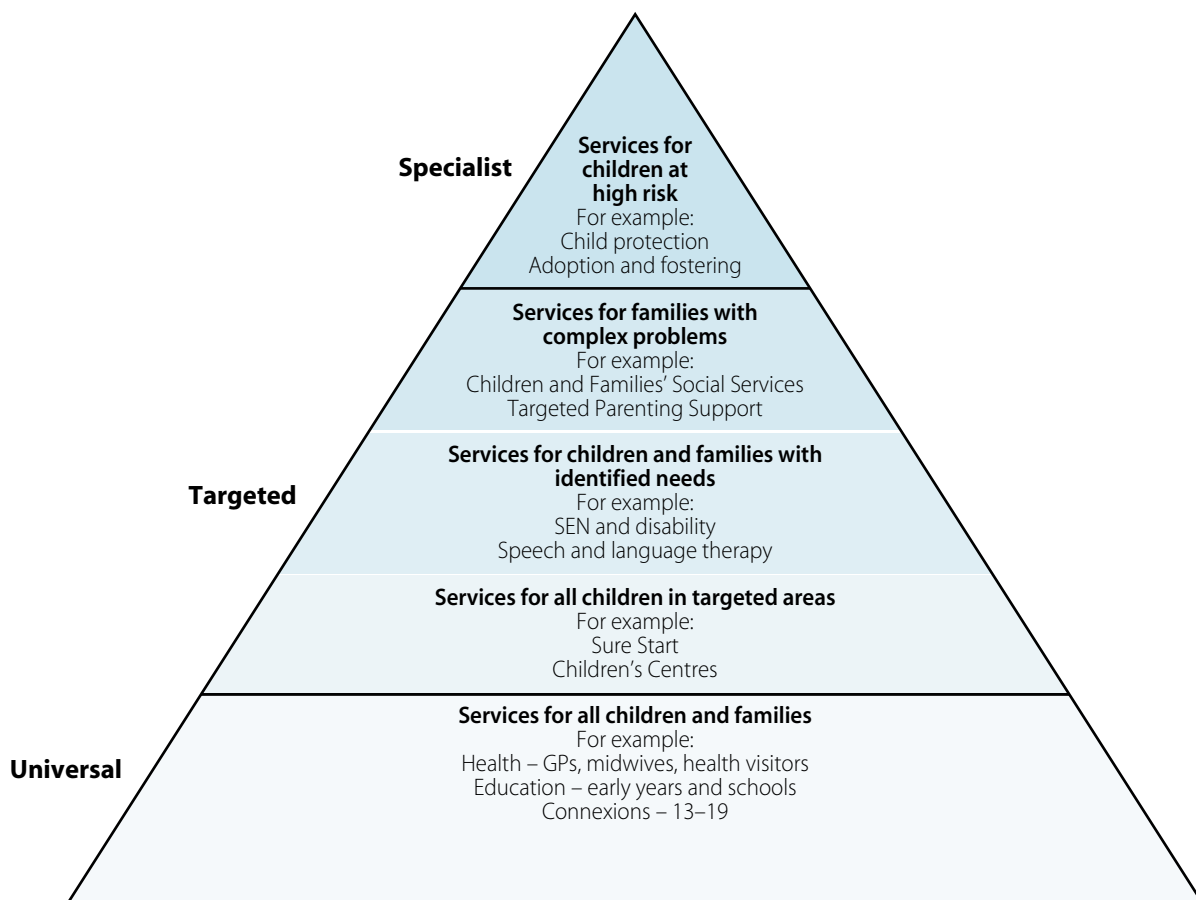 Specialist
Services for
children at
high risk
For example:
Child protection
Adoption and fostering
Services for families with
complex problems
For example:
Children and Families’ Social Services
Targeted Parenting Support
Targeted
Services for children and families with
identified needs
For example:
SEN and disability
Speech and language therapy
Services for all children in targeted areas
For example:
Sure Start
Children’s Centres
Universal
Services for all children and families
For example:
Health – GPs, midwives, health visitors
Education – early years and schools
Connexions – 13–19